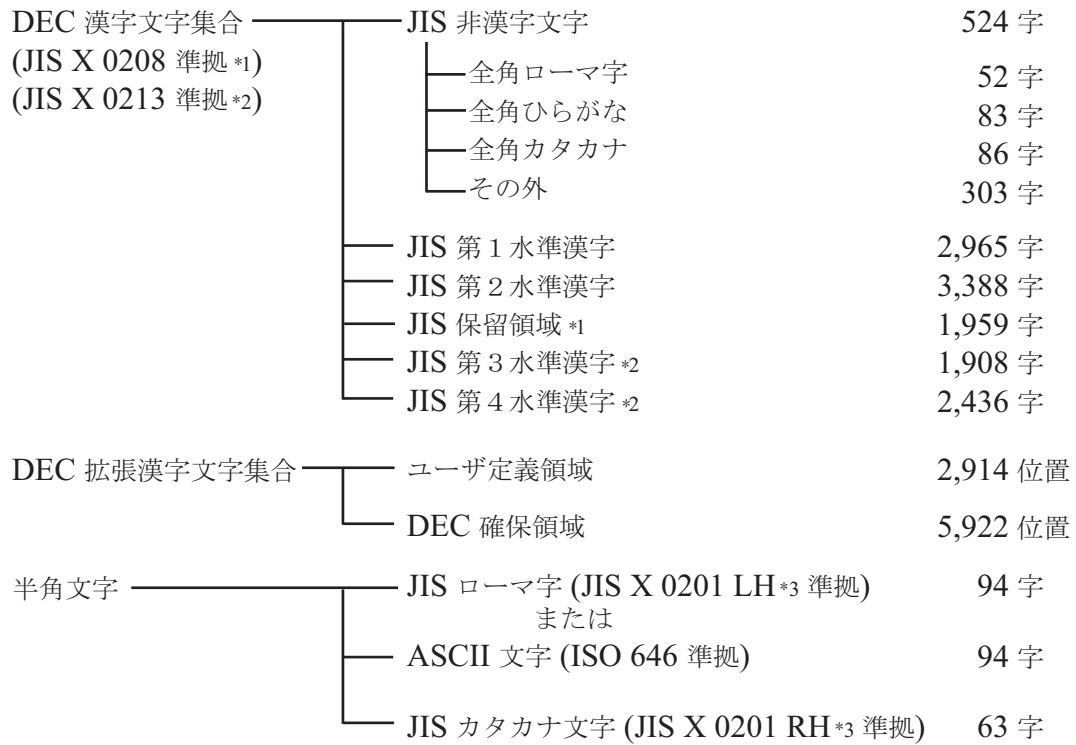 DEC 漢字文字集合 JIS 非漢字文字 524 字
(JIS X 0208 準拠 *1)
(JIS X 0213 準拠 *2)
全角ローマ字 52 字
全角ひらがな 83 字
全角カタカナ 86 字
その外 303 字
JIS 第１水準漢字 2,965 字
JIS 第２水準漢字 3,388 字
JIS 保留領域 *1 1,959 字
JIS 第３水準漢字 *2 1,908 字
JIS 第４水準漢字 *2 2,436 字
DEC 拡張漢字文字集合 ユーザ定義領域 2,914 位置
DEC 確保領域 5,922 位置
半角文字 JIS ローマ字 (JIS X 0201 LH *3 準拠) 94 字
または
ASCII 文字 (ISO 646 準拠) 94 字
JIS カタカナ文字 (JIS X 0201 RH *3 準拠) 63 字